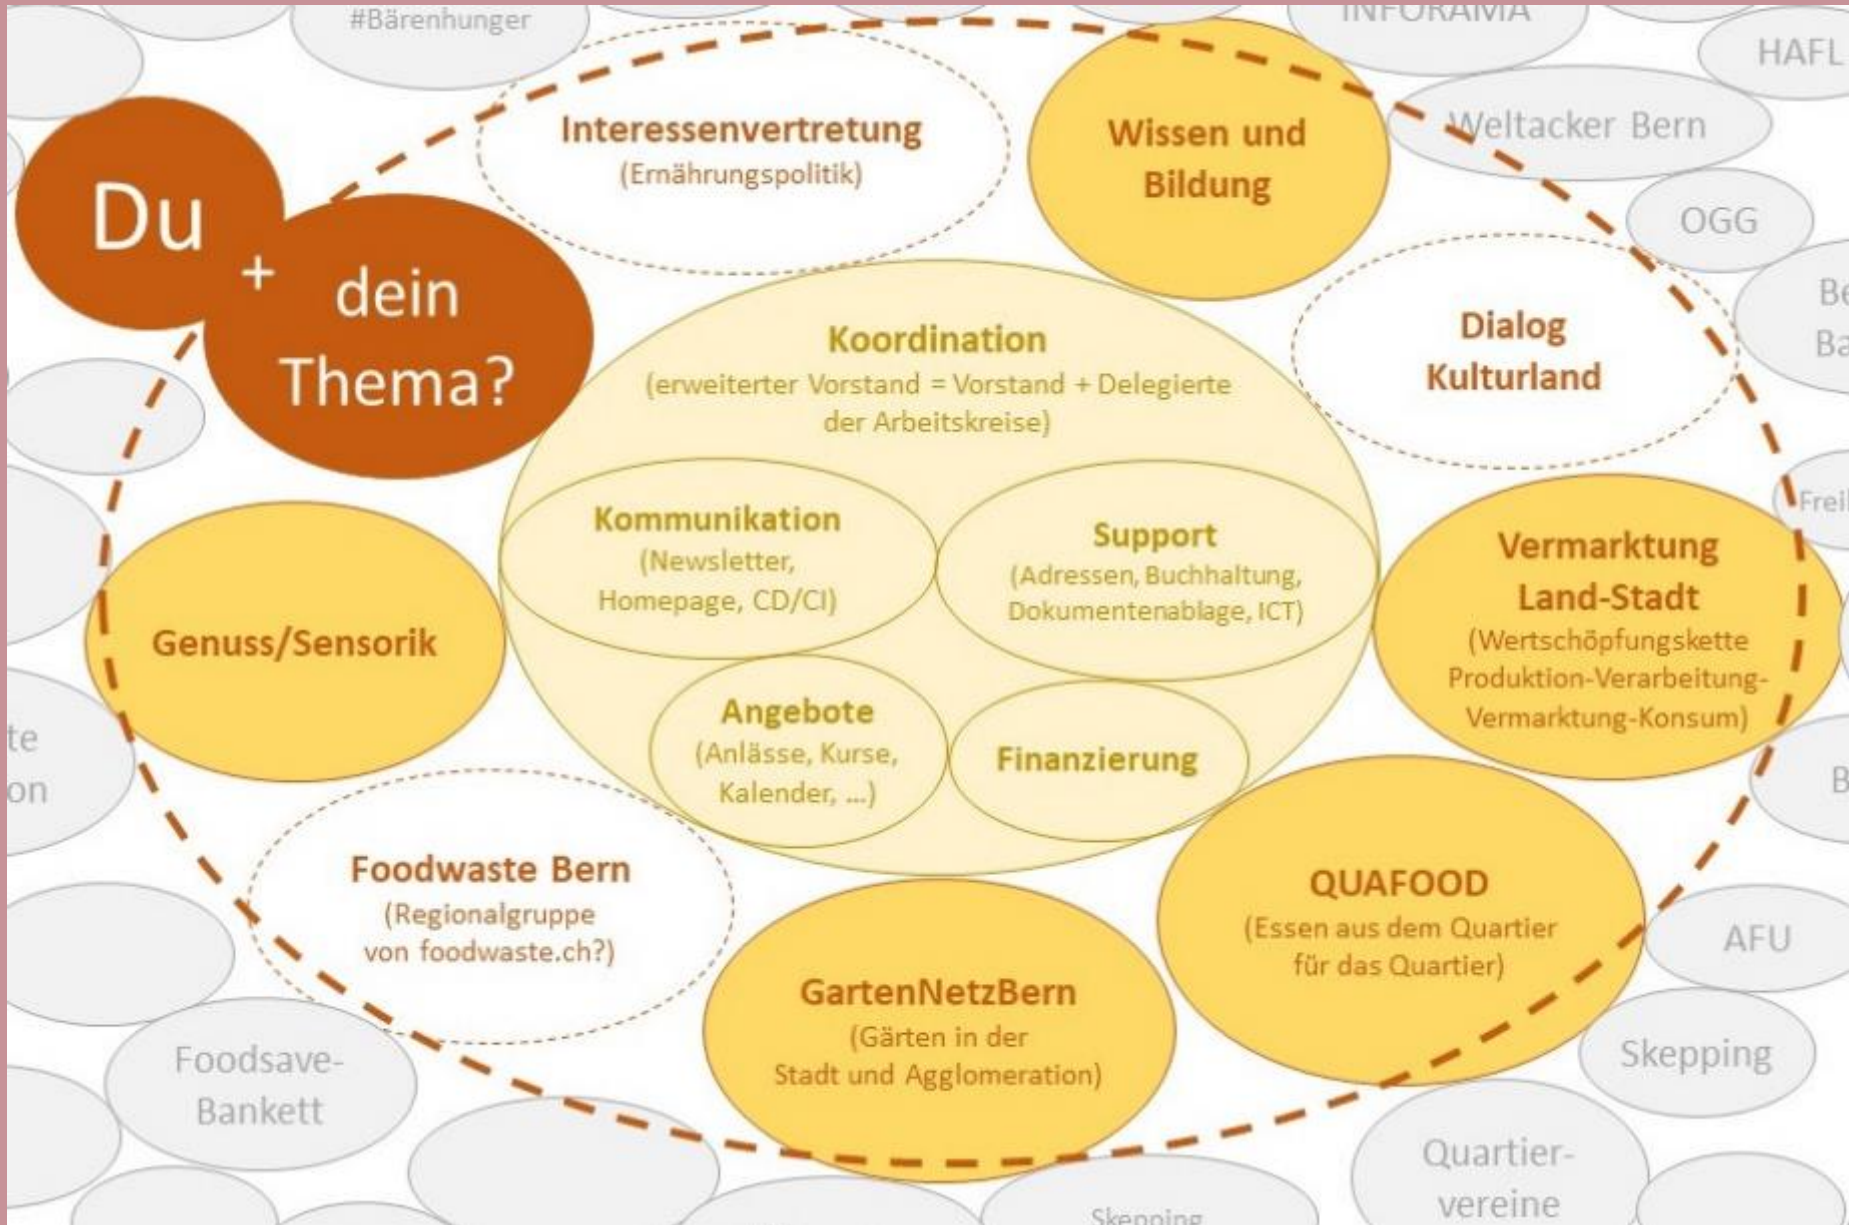 #Bärenhunger
INFORAMA
HAFL
Interessenvertretung
(Ernährungspolitik)
Wissen und
Bildung
Weltacker Bern
OGG
Du
+
dein
Thema?
Dialog
Kulturland
Koordination
(erweiterter Vorstand = Vorstand + Delegierte
der Arbeitskreise)
Kommunikation
(Newsletter,
Homepage, CD/CI)
Support
(Adressen, Buchhaltung,
Dokumentenablage, ICT)
Vermarktung
Land-Stadt
(Wertschöpfungskette
Produktion-Verarbeitung-
Vermarktung-Konsum)
Genuss/Sensorik
Angebote
(Anlässe, Kurse,
Kalender, ...)
Finanzierung
Foodwaste Bern
(Regionalgruppe
von foodwaste.ch?)
QUAFOOD
(Essen aus dem Quartier
für das Quartier)
AFU
GartenNetzBern
(Gärten in der
Stadt und Agglomeration)
Foodsave-
Bankett
Skepping
Quartier-
vereine
Skepping